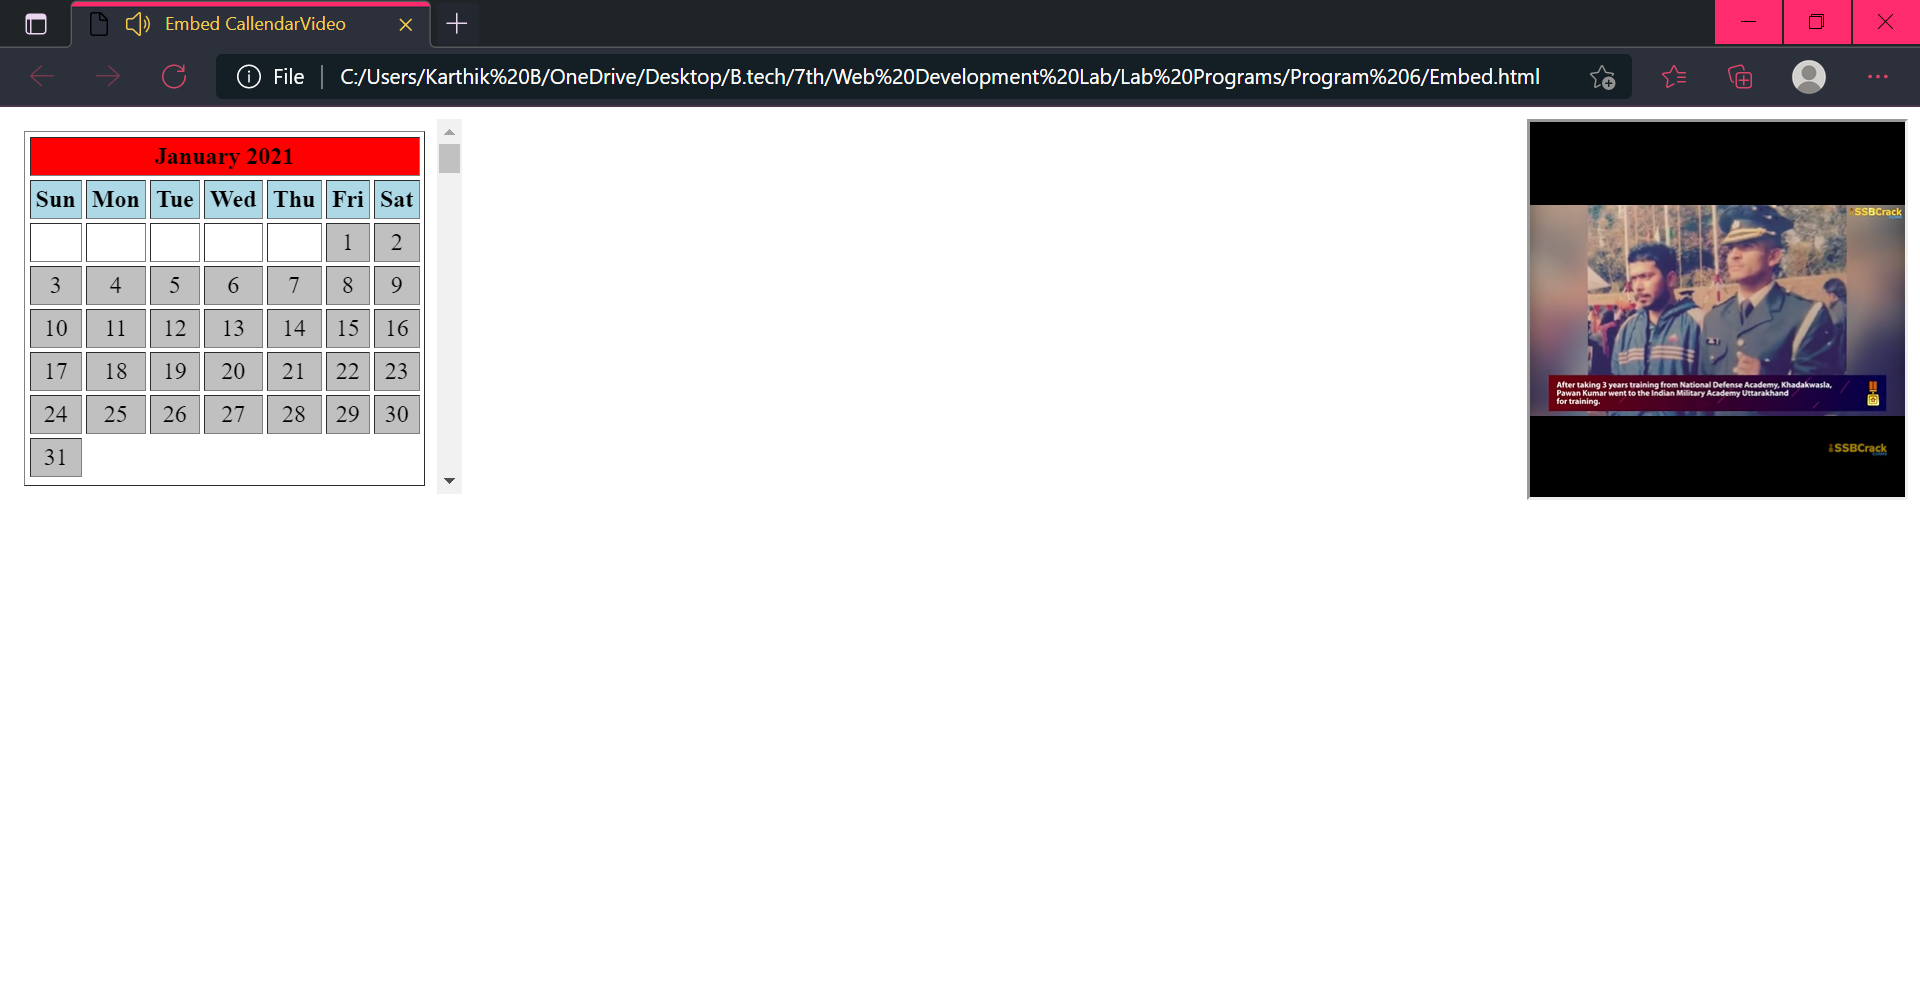 Embed CallendarVideo
File
C:/Users/Karthik%20B/OneDrive/Desktop/B.tech/7th/Web%20Development%20Lab/Lab%20Programs/Program%206/Embed.html
January 2021
Sun Mon Tue Wed Thu Fri Sat
1 2
3 4 5 6 7 8 9
10 11 12 13 14 15 16
17 18 19 20 21 22 23
24 25 26 27 28 29 30
31
SSBCrack
After taking 3 years training from National Defense Academy, Khadakwasla,
Pawan Kumar went to the Indian Military Academy Uttarakhand
for training.
SSBCrack